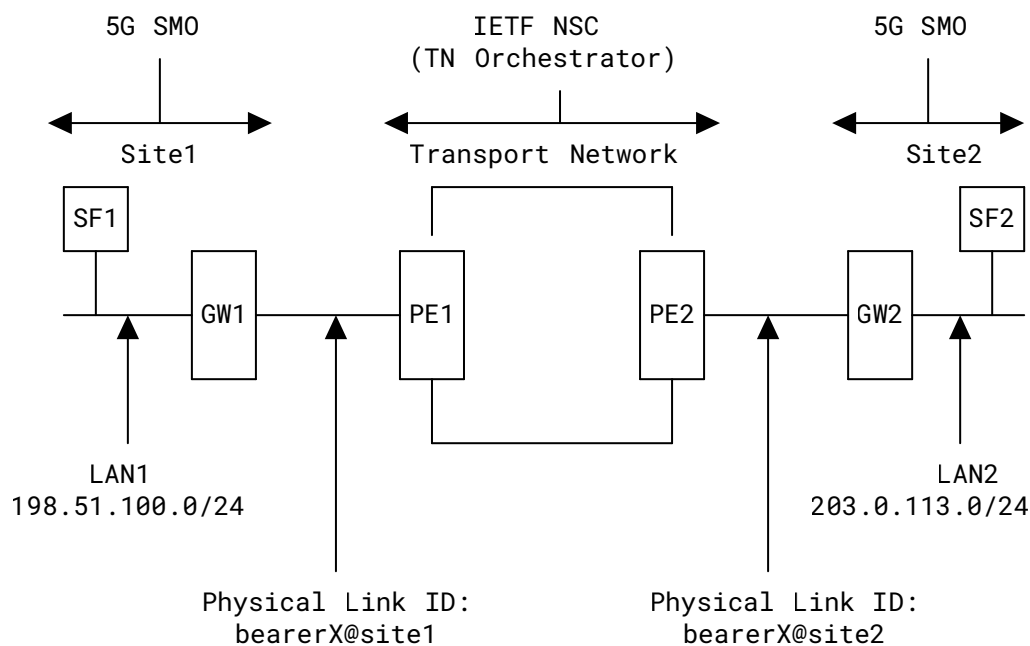 5G SMO
IETF NSC
(TN Orchestrator)
5G SMO
Site1
Transport Network
Site2
SF1
SF2
GW1
PE1
PE2
GW2
LAN1
198.51.100.0/24
LAN2
203.0.113.0/24
Physical Link ID:
bearerX@site1
Physical Link ID:
bearerX@site2